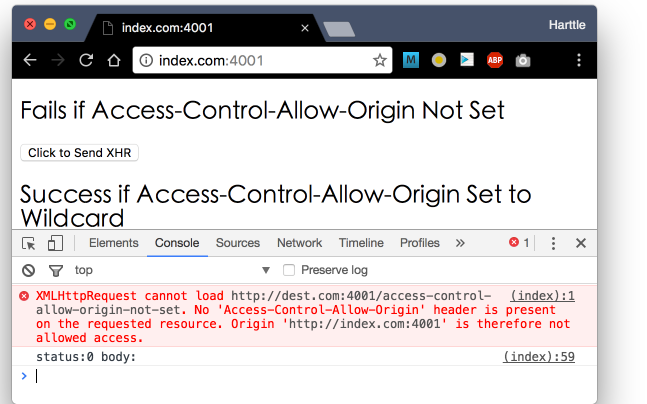 index.com:4001
Harttle
index.com:4001
M
ABP
Fails if Access-Control-Allow-Origin Not Set
Click to Send XHR
Success if Access-Control-Allow-Origin Set to
Wildcard
Elements Console Sources Network Timeline Profiles » 1
top Preserve log
XMLHttpRequest cannot load http://dest.com:4001/access-control- (index):1
allow-origin-not-set. No 'Access-Control-Allow-Origin' header is present
on the requested resource. Origin 'http://index.com:4001' is therefore not
allowed access.
status:0 body: (index):59